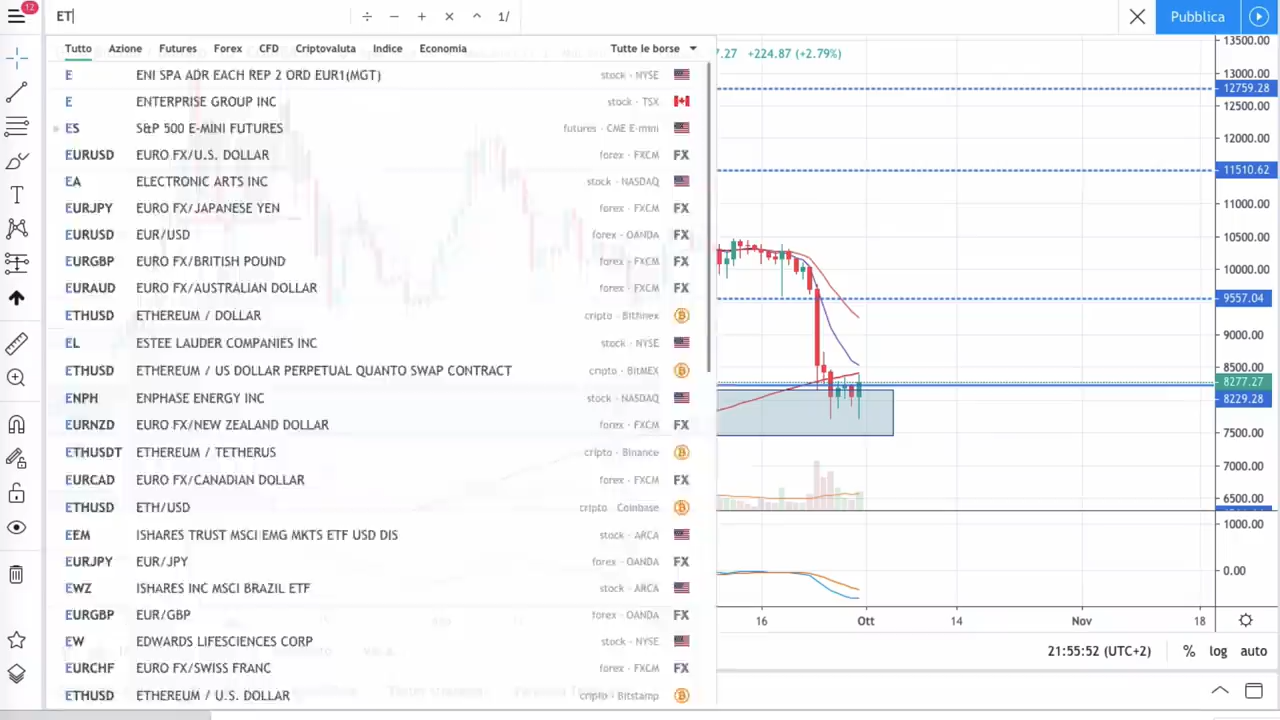 12
ET
÷ − + × ^ 1/
Pubblica
Tutto Azione Futures Forex CFD Criptovaluta Indice Economia Tutte le borse
7.27 +224.87 (+2.79%)
E ENI SPA ADR EACH REP 2 ORD EUR1(MGT) stock · NYSE
E ENTERPRISE GROUP INC stock · TSX
ES S&P 500 E-MINI FUTURES futures · CME E-mini
EURUSD EURO FX/U.S. DOLLAR forex · FXCM FX
EA ELECTRONIC ARTS INC stock · NASDAQ
EURJPY EURO FX/JAPANESE YEN forex · FXCM FX
EURUSD EUR/USD forex · OANDA FX
EURGBP EURO FX/BRITISH POUND forex · FXCM FX
EURAUD EURO FX/AUSTRALIAN DOLLAR forex · FXCM FX
ETHUSD ETHEREUM / DOLLAR cripto · Bitfinex
EL ESTEE LAUDER COMPANIES INC stock · NYSE
ETHUSD ETHEREUM / US DOLLAR PERPETUAL QUANTO SWAP CONTRACT cripto · BitMEX
ENPH ENPHASE ENERGY INC stock · NASDAQ
EURNZD EURO FX/NEW ZEALAND DOLLAR forex · FXCM FX
ETHUSDT ETHEREUM / TETHERUS cripto · Binance
EURCAD EURO FX/CANADIAN DOLLAR forex · FXCM FX
ETHUSD ETH/USD cripto · Coinbase
EEM ISHARES TRUST MSCI EMG MKTS ETF USD DIS stock · ARCA
EURJPY EUR/JPY forex · OANDA FX
EWZ ISHARES INC MSCI BRAZIL ETF stock · ARCA
EURGBP EUR/GBP forex · OANDA FX
EW EDWARDS LIFESCIENCES CORP stock · NYSE
EURCHF EURO FX/SWISS FRANC forex · FXCM FX
ETHUSD ETHEREUM / U.S. DOLLAR cripto · Bitstamp
13500.00
13000.00
12759.28
12500.00
12000.00
11510.62
11000.00
10500.00
10000.00
9557.04
9000.00
8500.00
8277.27
8229.28
7500.00
7000.00
6500.00
1000.00
0.00
16 Ott 14 Nov 18
21:55:52 (UTC+2) % log auto